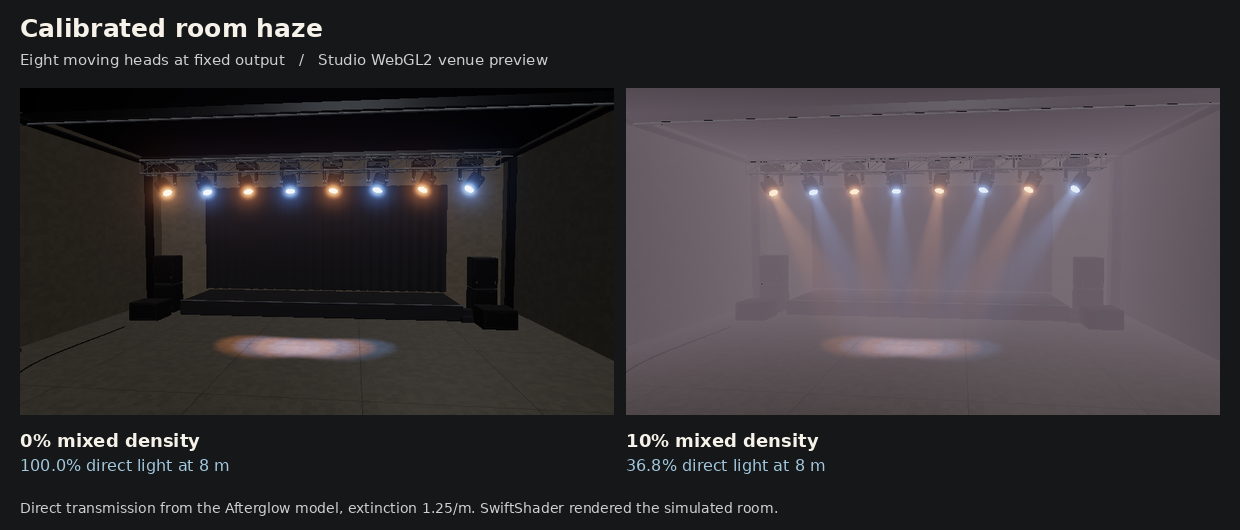 Calibrated room haze
Eight moving heads at fixed output / Studio WebGL2 venue preview
0% mixed density
100.0% direct light at 8 m
10% mixed density
36.8% direct light at 8 m
Direct transmission from the Afterglow model, extinction 1.25/m. SwiftShader rendered the simulated room.